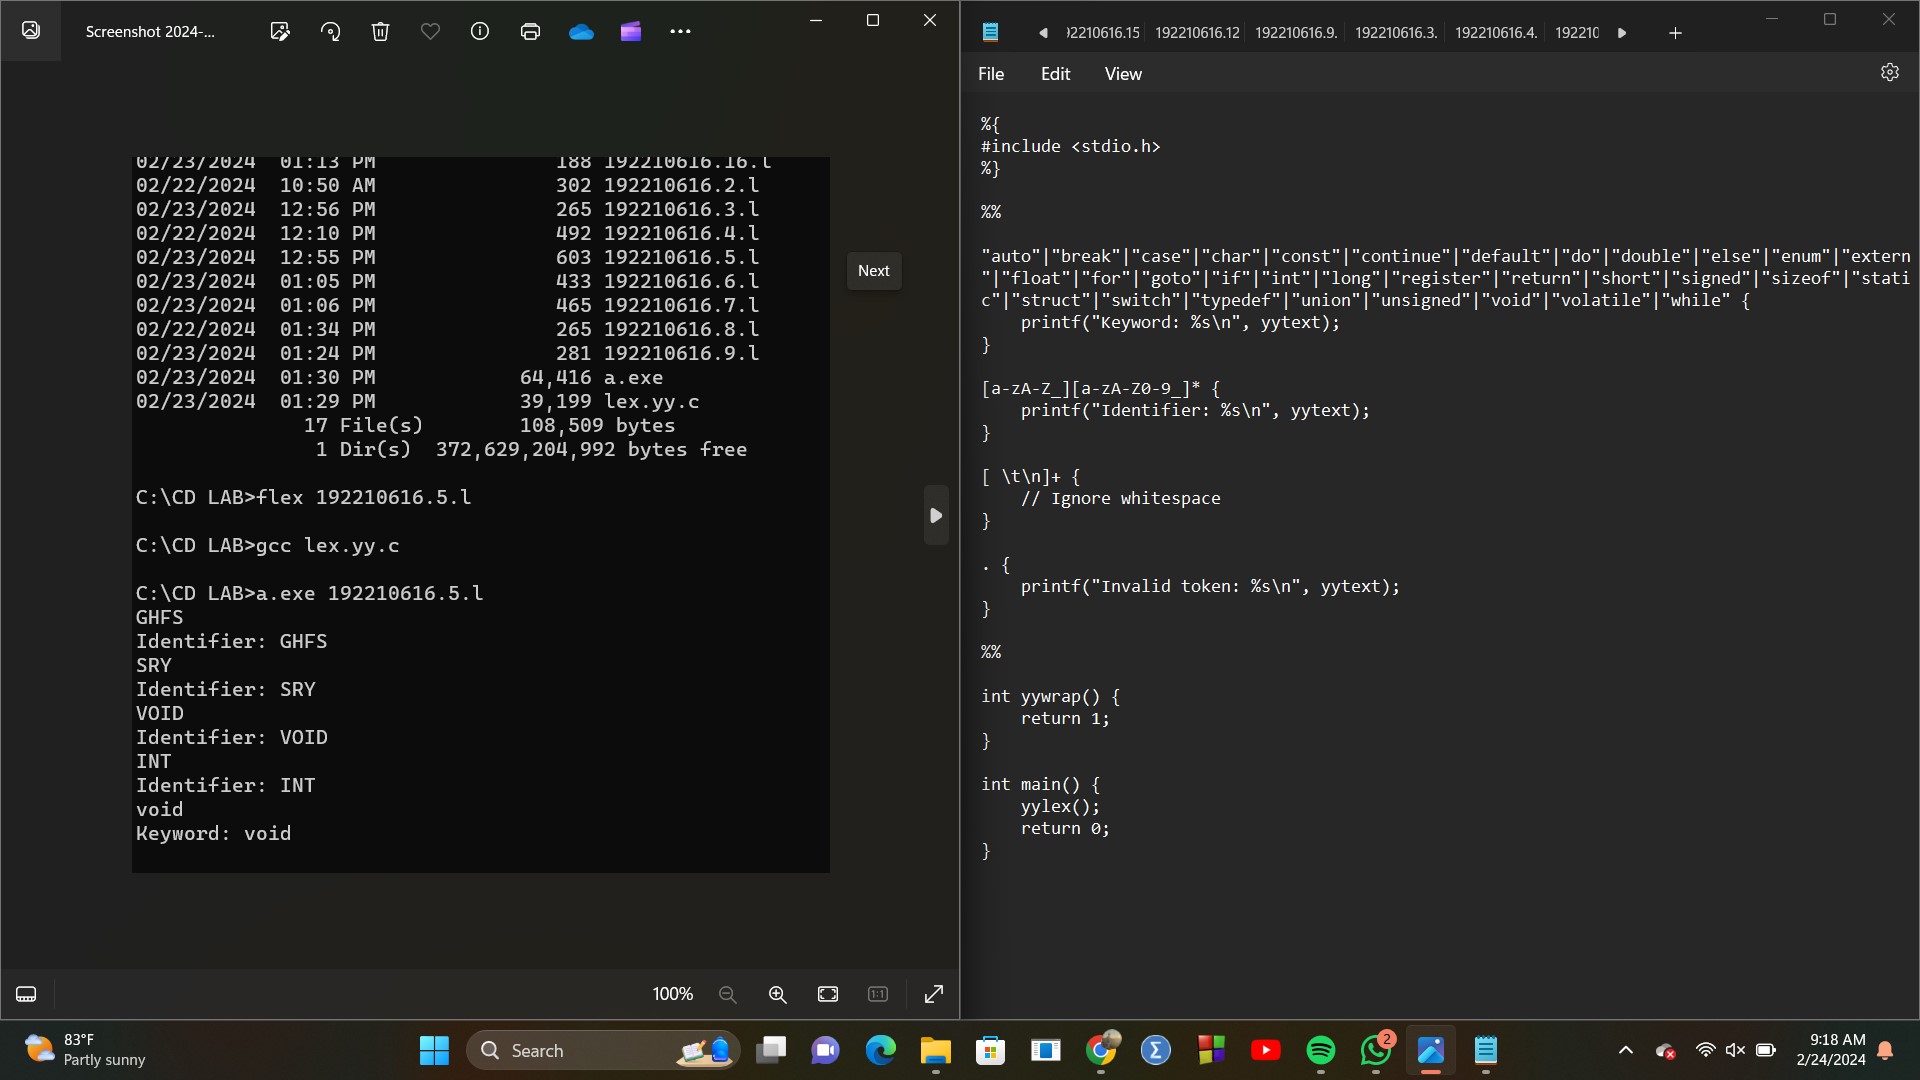 Screenshot 2024-...
02/23/2024  01:13 PM               188 192210616.16.l
02/22/2024  10:50 AM               302 192210616.2.l
02/23/2024  12:56 PM               265 192210616.3.l
02/22/2024  12:10 PM               492 192210616.4.l
02/23/2024  12:55 PM               603 192210616.5.l
02/23/2024  01:05 PM               433 192210616.6.l
02/23/2024  01:06 PM               465 192210616.7.l
02/22/2024  01:34 PM               265 192210616.8.l
02/23/2024  01:24 PM               281 192210616.9.l
02/23/2024  01:30 PM            64,416 a.exe
02/23/2024  01:29 PM            39,199 lex.yy.c
              17 File(s)        108,509 bytes
               1 Dir(s)  372,629,204,992 bytes free
C:\CD LAB>flex 192210616.5.l
C:\CD LAB>gcc lex.yy.c
C:\CD LAB>a.exe 192210616.5.l
GHFS
Identifier: GHFS
SRY
Identifier: SRY
VOID
Identifier: VOID
INT
Identifier: INT
void
Keyword: void
Next
100%
1:1
192210616.15 192210616.12 192210616.9. 192210616.3. 192210616.4. 192210
File Edit View
%{
#include <stdio.h>
%}
%%
"auto"|"break"|"case"|"char"|"const"|"continue"|"default"|"do"|"double"|"else"|"enum"|"extern
"|"float"|"for"|"goto"|"if"|"int"|"long"|"register"|"return"|"short"|"signed"|"sizeof"|"stati
c"|"struct"|"switch"|"typedef"|"union"|"unsigned"|"void"|"volatile"|"while" {
    printf("Keyword: %s\n", yytext);
}
[a-zA-Z_][a-zA-Z0-9_]* {
    printf("Identifier: %s\n", yytext);
}
[ \t\n]+ {
    // Ignore whitespace
}
. {
    printf("Invalid token: %s\n", yytext);
}
%%
int yywrap() {
    return 1;
}
int main() {
    yylex();
    return 0;
}
83°F
Partly sunny
Search
2
9:18 AM
2/24/2024